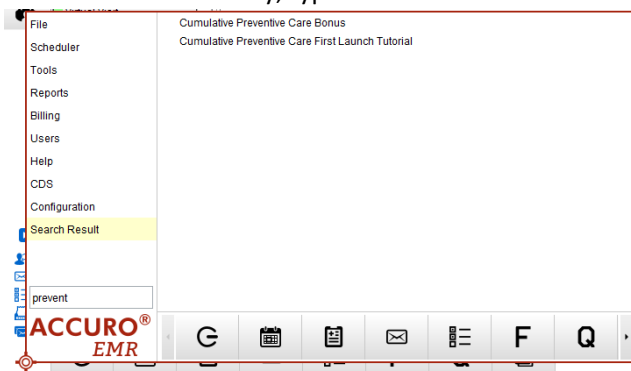 File
Scheduler
Tools
Reports
Billing
Users
Help
CDS
Configuration
Search Result
prevent
Cumulative Preventive Care Bonus
Cumulative Preventive Care First Launch Tutorial
ACCURO®
EMR
F
Q